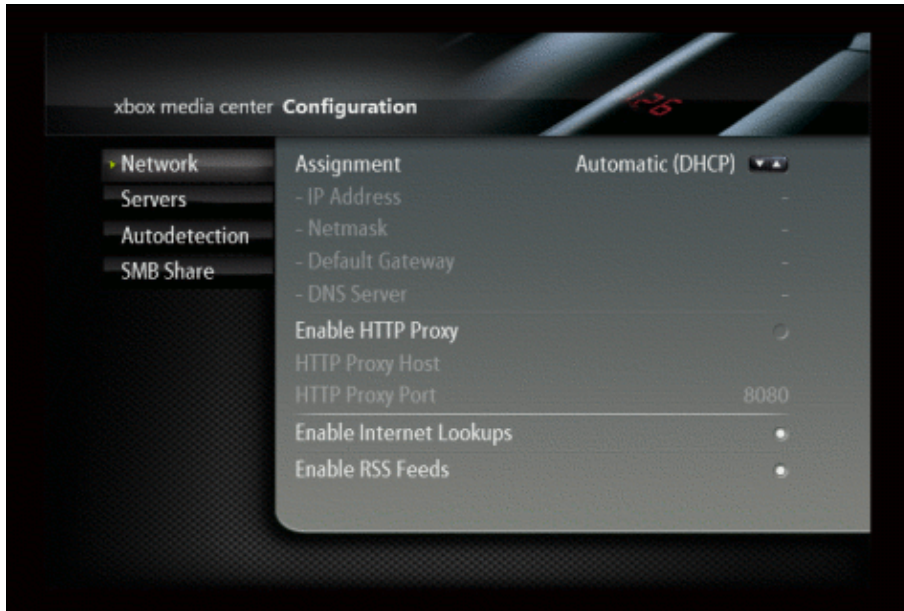 xbox media center Configuration
Network
Servers
Autodetection
SMB Share
Assignment Automatic (DHCP)
- IP Address -
- Netmask -
- Default Gateway -
- DNS Server -
Enable HTTP Proxy
HTTP Proxy Host
HTTP Proxy Port 8080
Enable Internet Lookups
Enable RSS Feeds